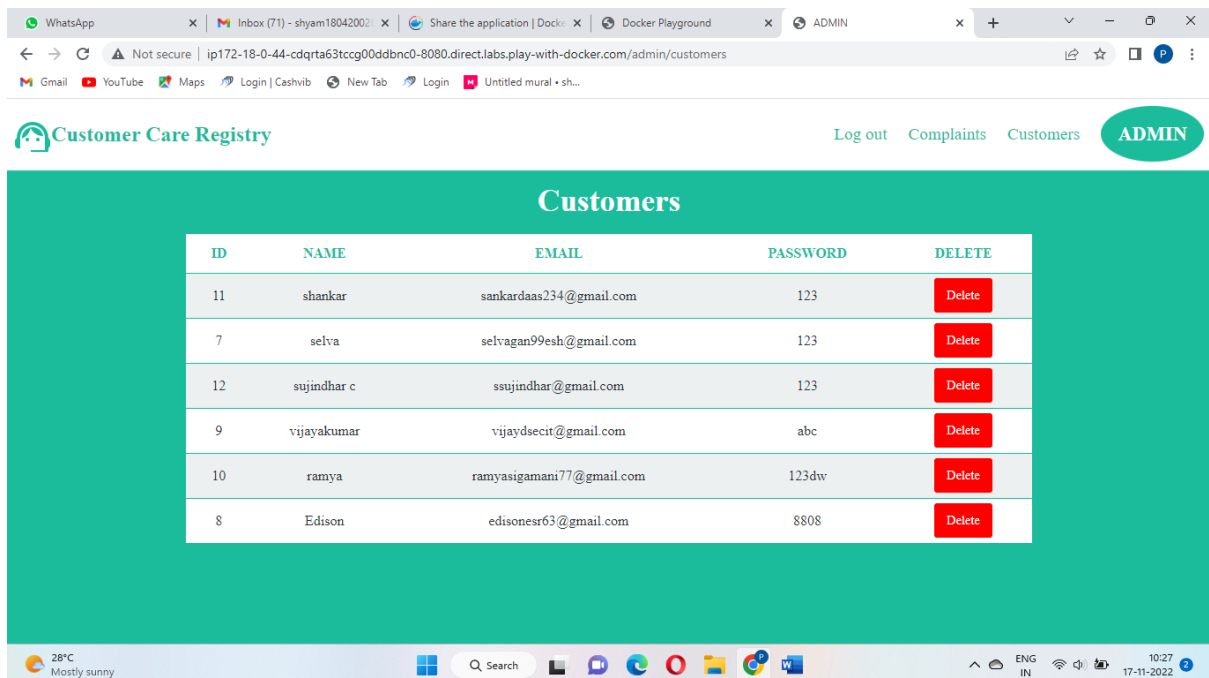 WhatsApp Inbox (71) - shyam1804200 Share the application | Docke Docker Playground ADMIN
Not secure ip172-18-0-44-cdqrta63tccg00ddbnc0-8080.direct.labs.play-with-docker.com/admin/customers P
Gmail YouTube Maps Login | Cashvib New Tab Login Untitled mural • sh...
Customer Care Registry Log out Complaints Customers ADMIN
Customers
ID NAME EMAIL PASSWORD DELETE
11 shankar sankardaas234@gmail.com 123 Delete
7 selva selvagan99esh@gmail.com 123 Delete
12 sujindhar c ssujindhar@gmail.com 123 Delete
9 vijayakumar vijaydsecit@gmail.com abc Delete
10 ramya ramyasigamani77@gmail.com 123dw Delete
8 Edison edisonesr63@gmail.com 8808 Delete
28°C Search ENG 10:27
Mostly sunny IN 17-11-2022 2